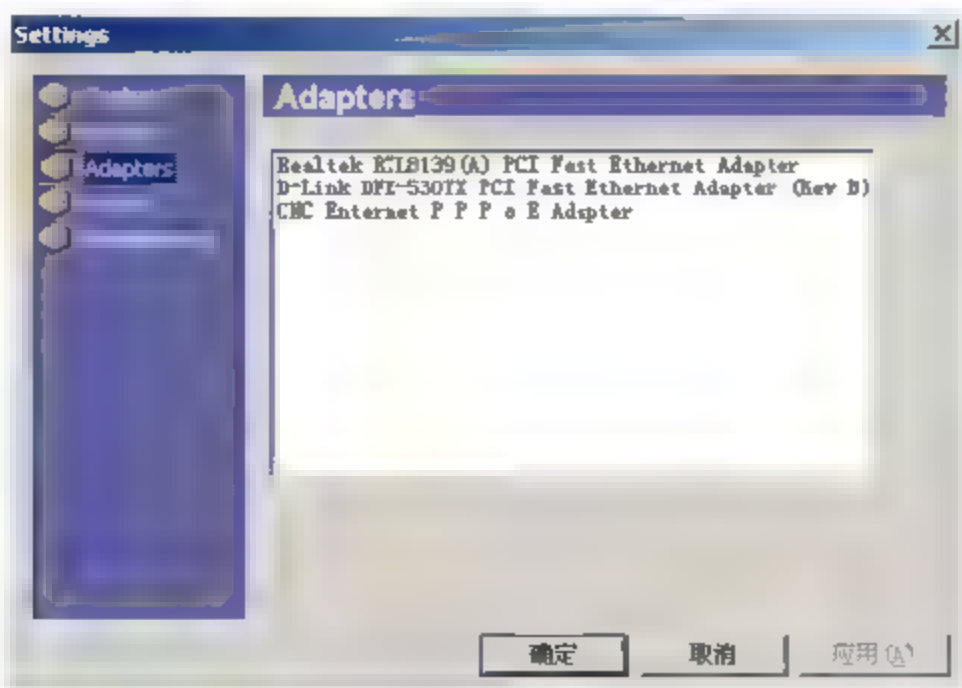 Settings
Adapters
Adapters
Realtek RTL8139(A) PCI Fast Ethernet Adapter
D-Link DFE-530TX PCI Fast Ethernet Adapter (Rev B)
CNC Enternet P P P o E Adapter
确定
取消
应用(A)